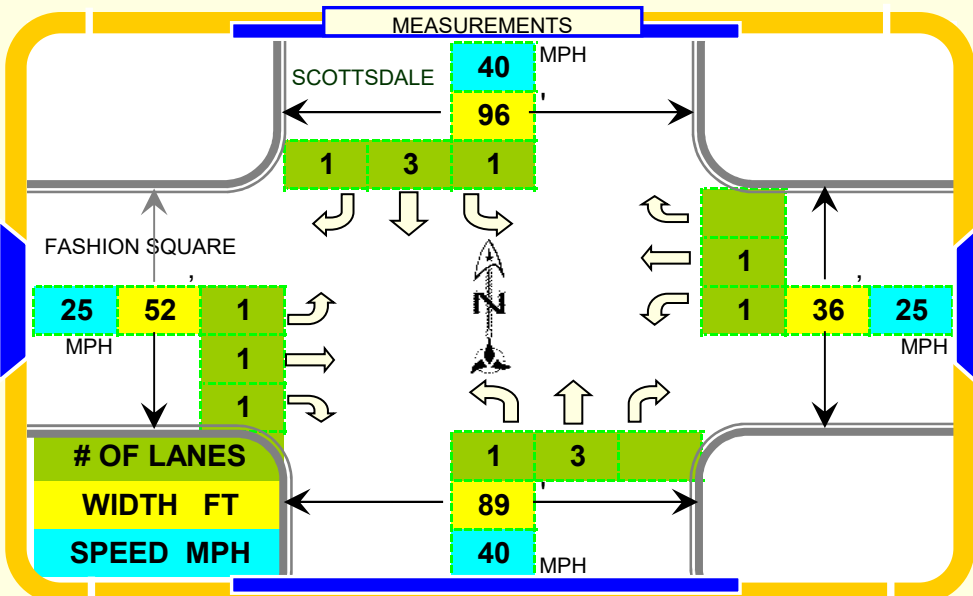 MEASUREMENTS
40 MPH
SCOTTSDALE
96 '
1 3 1
FASHION SQUARE
1
25 52 ' 1
MPH
1
1
N
1 36 ' 25
MPH
# OF LANES
WIDTH FT
SPEED MPH
1 3
89 '
40 MPH